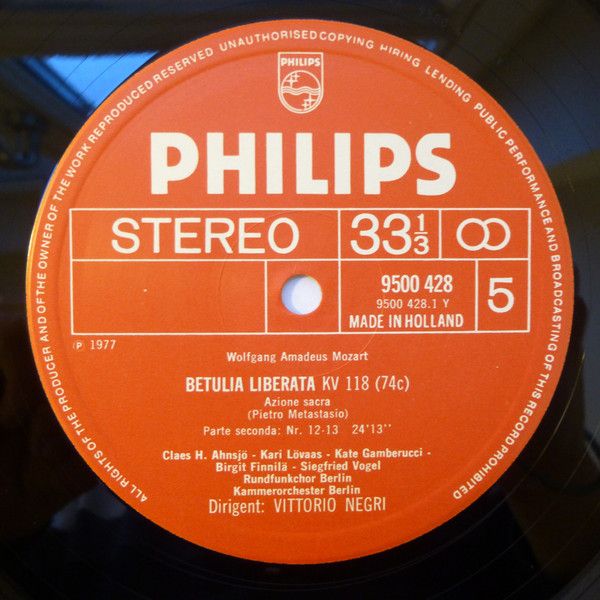 ALL RIGHTS OF THE PRODUCER AND OF THE OWNER OF THE WORK REPRODUCED RESERVED UNAUTHORISED COPYING HIRING LENDING PUBLIC PERFORMANCE AND BROADCASTING OF THIS RECORD PROHIBITED
PHILIPS
PHILIPS
STEREO 33⅓
9500 428
9500 428.1 Y
MADE IN HOLLAND
5
℗ 1977
Wolfgang Amadeus Mozart
BETULIA LIBERATA KV 118 (74c)
Azione sacra
(Pietro Metastasio)
Parte seconda: Nr. 12-13 24'13''
Claes H. Ahnsjö - Kari Lövaas - Kate Gamberucci -
Birgit Finnilä - Siegfried Vogel
Rundfunkchor Berlin
Kammerorchester Berlin
Dirigent: VITTORIO NEGRI